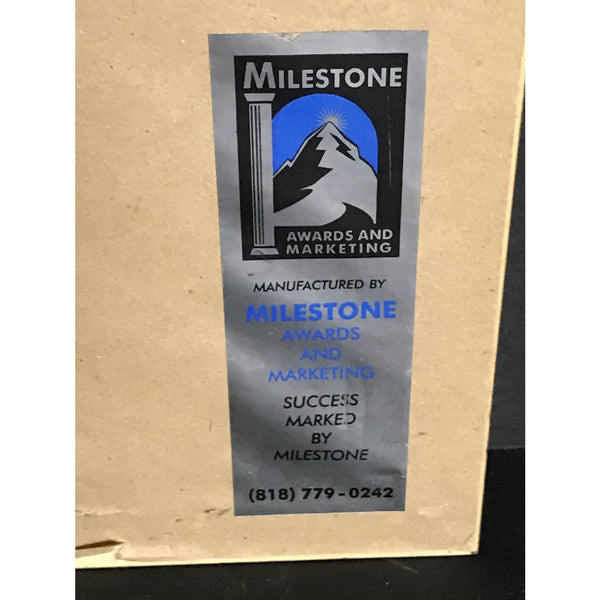 MILESTONE
AWARDS AND
MARKETING
MANUFACTURED BY
MILESTONE
AWARDS
AND
MARKETING
SUCCESS
MARKED
BY
MILESTONE
(818) 779-0242